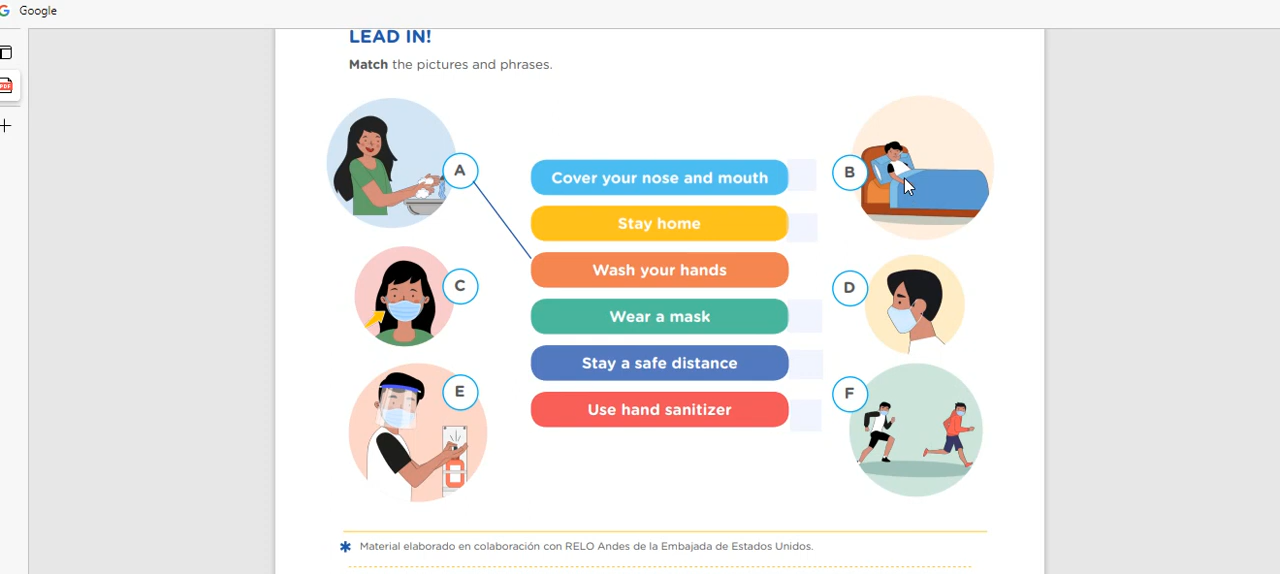 Google
LEAD IN!
Match the pictures and phrases.
A
Cover your nose and mouth
B
Stay home
Wash your hands
C
D
Wear a mask
Stay a safe distance
E
F
Use hand sanitizer
* Material elaborado en colaboración con RELO Andes de la Embajada de Estados Unidos.
PDF